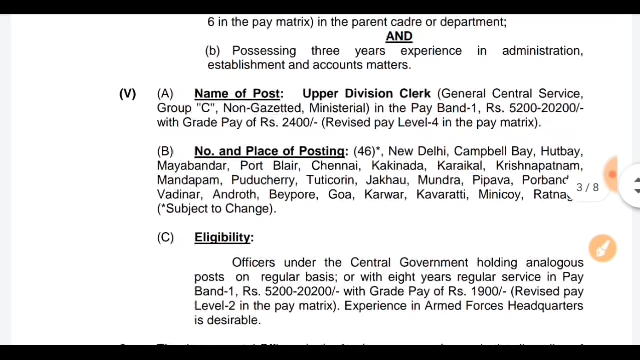 6 in the pay matrix) in the parent cadre or department;
AND
(b) Possessing three years experience in administration,
establishment and accounts matters.
(V) (A) Name of Post: Upper Division Clerk (General Central Service,
Group "C", Non-Gazetted, Ministerial) in the Pay Band-1, Rs. 5200-20200/-
with Grade Pay of Rs. 2400/- (Revised pay Level-4 in the pay matrix).
(B) No. and Place of Posting: (46)*, New Delhi, Campbell Bay, Hutbay,
Mayabandar, Port Blair, Chennai, Kakinada, Karaikal, Krishnapatnam,
Mandapam, Puducherry, Tuticorin, Jakhau, Mundra, Pipava,
Vadinar, Androth, Beypore, Goa, Karwar, Kavaratti, Minicoy,
(*Subject to Change).
3/8
(C) Eligibility:
Officers under the Central Government holding analogous
posts on regular basis; or with eight years regular service in Pay
Band-1, Rs. 5200-20200/- with Grade Pay of Rs. 1900/- (Revised pay
Level-2 in the pay matrix). Experience in Armed Forces Headquarters
is desirable.